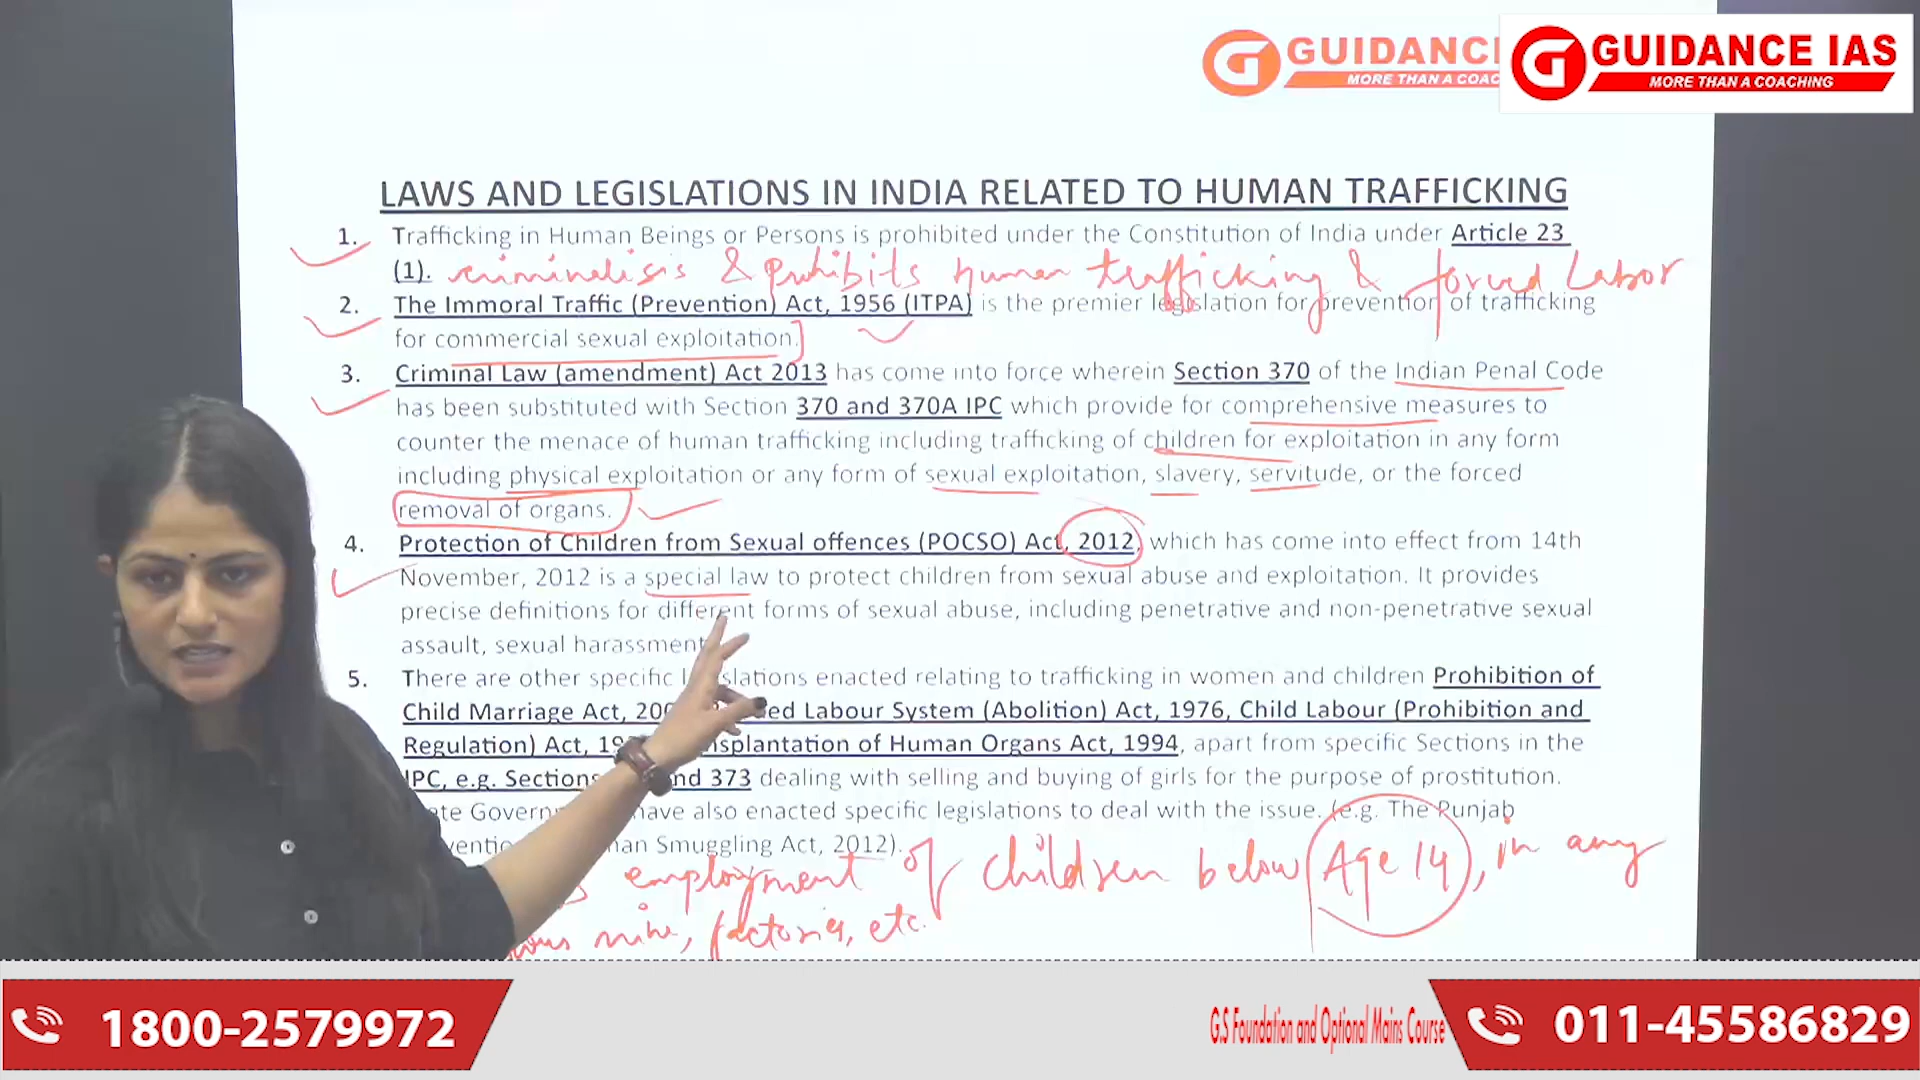 GUIDANCE IAS
MORE THAN A COACHING
GUIDANC
MORE THAN A COAC
LAWS AND LEGISLATIONS IN INDIA RELATED TO HUMAN TRAFFICKING
1. Trafficking in Human Beings or Persons is prohibited under the Constitution of India under Article 23
(1). criminalisis & prohibits human trafficking & forced Labor
2. The Immoral Traffic (Prevention) Act, 1956 (ITPA) is the premier legislation for prevention of trafficking
for commercial sexual exploitation.
3. Criminal Law (amendment) Act 2013 has come into force wherein Section 370 of the Indian Penal Code
has been substituted with Section 370 and 370A IPC which provide for comprehensive measures to
counter the menace of human trafficking including trafficking of children for exploitation in any form
including physical exploitation or any form of sexual exploitation, slavery, servitude, or the forced
removal of organs.
4. Protection of Children from Sexual offences (POCSO) Act, 2012, which has come into effect from 14th
November, 2012 is a special law to protect children from sexual abuse and exploitation. It provides
precise definitions for different forms of sexual abuse, including penetrative and non-penetrative sexual
assault, sexual harassment
5. There are other specific legislations enacted relating to trafficking in women and children Prohibition of
Child Marriage Act, Labour System (Abolition) Act, 1976, Child Labour (Prohibition and
Regulation) Act, nsplantation of Human Organs Act, 1994, apart from specific Sections in the
IPC, e.g. Sections nd 373 dealing with selling and buying of girls for the purpose of prostitution.
have also enacted specific legislations to deal with the issue. (e.g. The Punjab
Smuggling Act, 2012).
employment of children below Age 14, in any
mine, factories, etc.
1800-2579972
G.S Foundation and Optional Mains Course
011-45586829